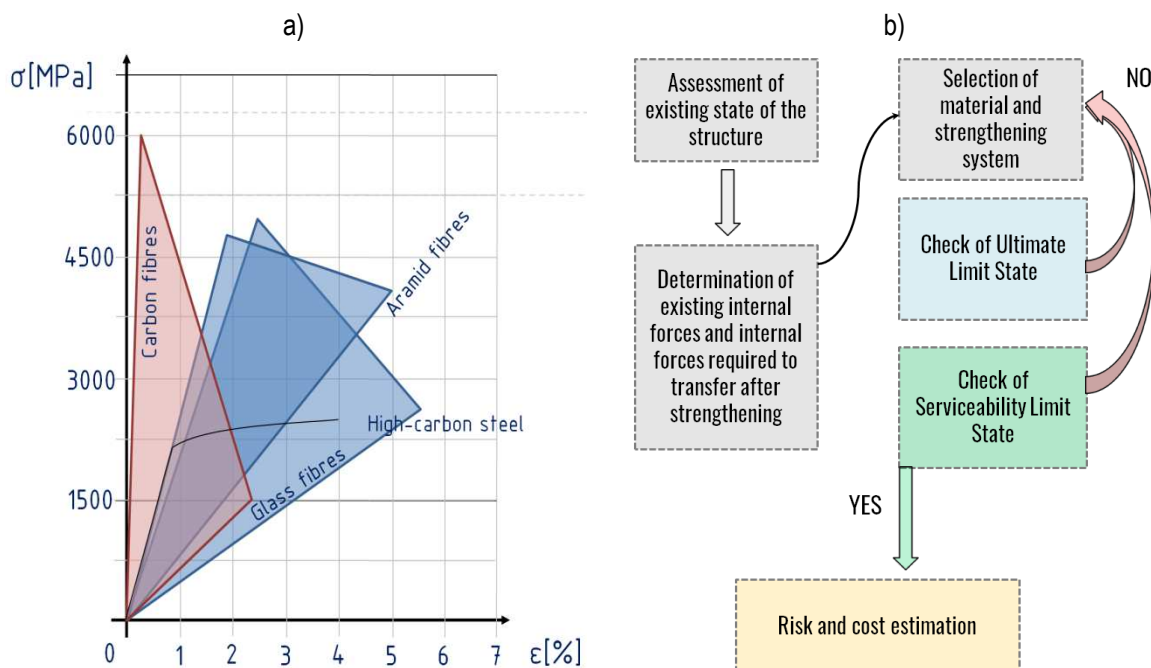 a)
σ[MPa]
6000
4500
3000
1500
0
1
2
3
4
5
6
7
ε[%]
Carbon fibres
Aramid fibres
High-carbon steel
Glass fibres
b)
Assessment of
existing state of the
structure
Determination of
existing internal
forces and internal
forces required to
transfer after
strengthening
Selection of
material and
strengthening
system
NO
Check of Ultimate
Limit State
Check of
Serviceability Limit
State
YES
Risk and cost estimation